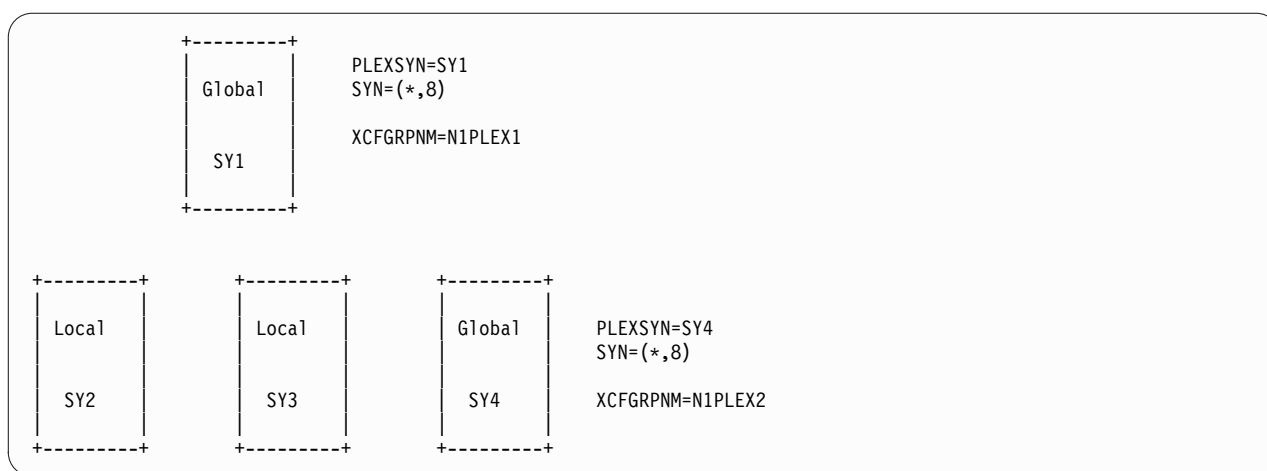 Global
SY1
PLEXSYN=SY1
SYN=(*,8)
XCFGRPNM=N1PLEX1
Local
SY2
Local
SY3
Global
SY4
PLEXSYN=SY4
SYN=(*,8)
XCFGRPNM=N1PLEX2